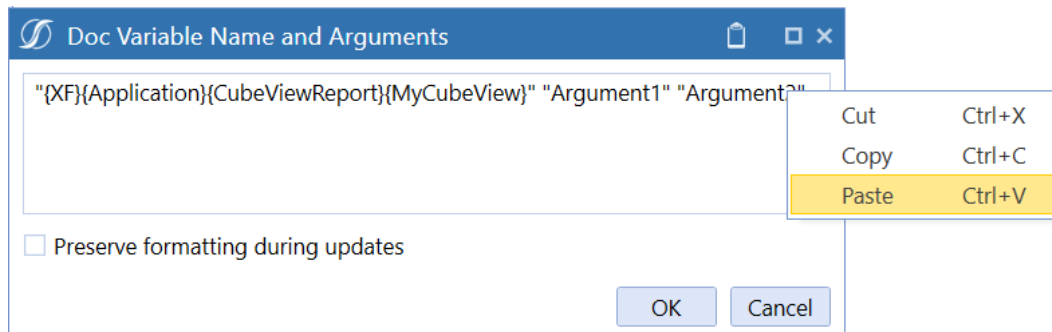 Doc Variable Name and Arguments
"{XF}{Application}{CubeViewReport}{MyCubeView}" "Argument1" "Argument2"
Cut Ctrl+X
Copy Ctrl+C
Paste Ctrl+V
Preserve formatting during updates
OK Cancel